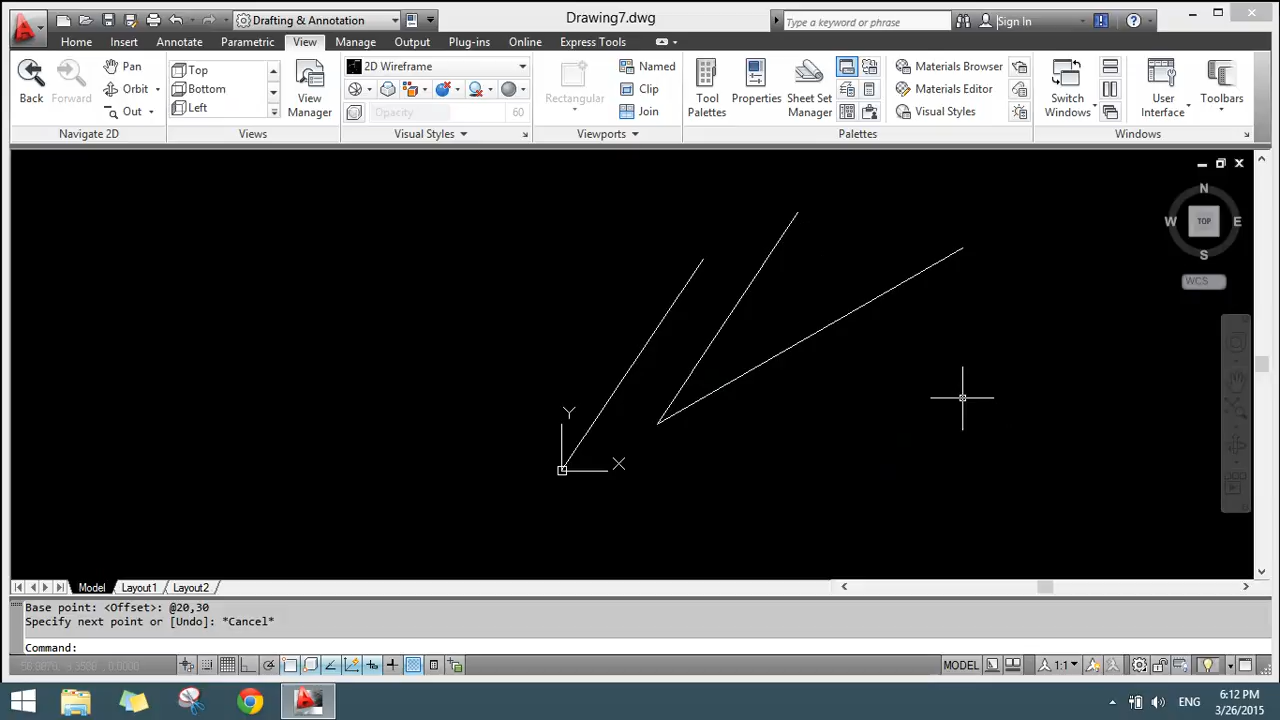 Drafting & Annotation
Drawing7.dwg
Type a keyword or phrase
Sign In
Home Insert Annotate Parametric View Manage Output Plug-ins Online Express Tools
Back
Forward
Pan
Orbit
Out
Navigate 2D
Top
Bottom
Left
View
Manager
Views
2D Wireframe
Opacity 60
Visual Styles
Rectangular
Named
Clip
Join
Viewports
Tool
Palettes
Properties
Sheet Set
Manager
Materials Browser
Materials Editor
Visual Styles
Palettes
Switch
Windows
User
Interface
Toolbars
Windows
N
W TOP E
S
WCS
Y
X
Model Layout1 Layout2
Base point: <Offset>: @20,30
Specify next point or [Undo]: *Cancel*
Command:
MODEL
1:1
ENG
6:12 PM
3/26/2015